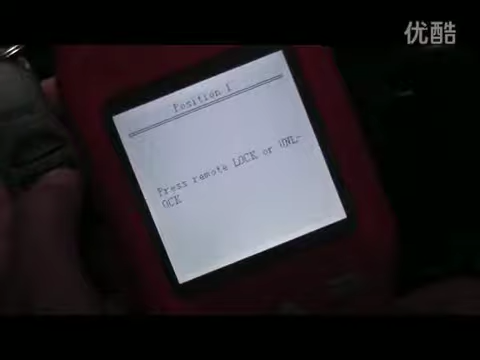 优酷
Position 1
Press remote LOCK or UNL-
OCK